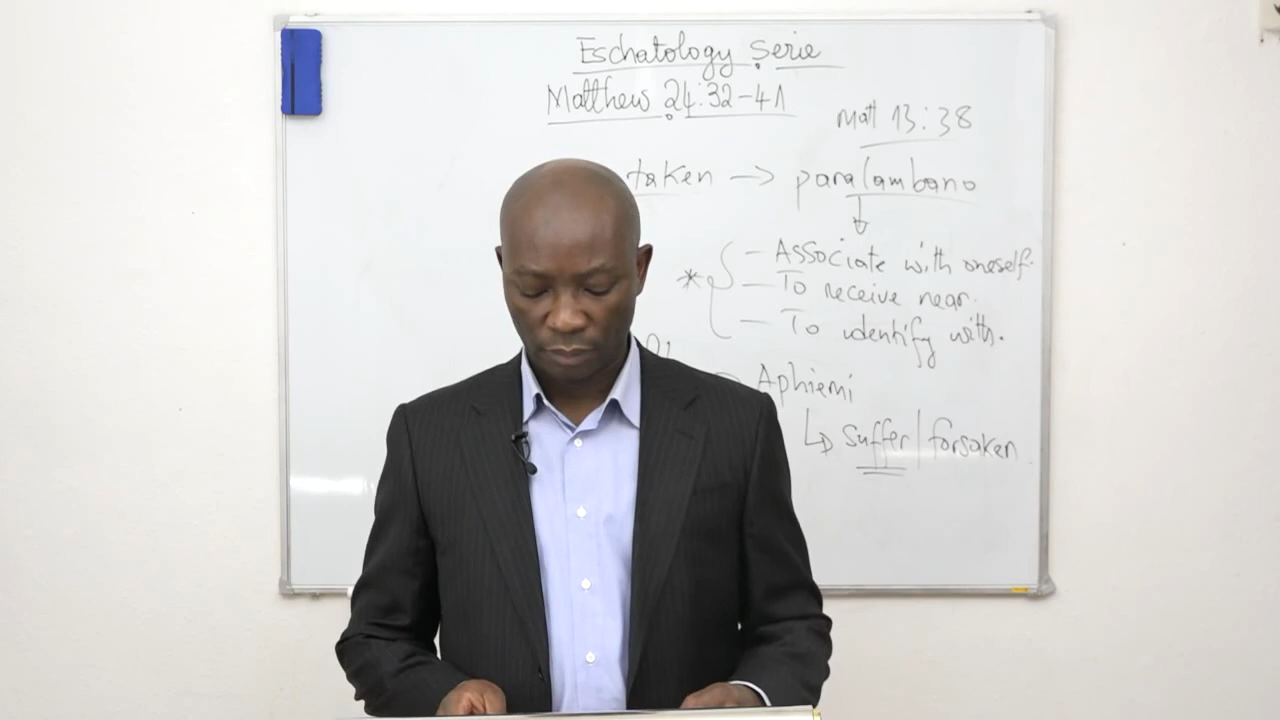 Eschatology Serie
Matthew 24:32-41
Matt 13:38
taken → paralambano
* - Associate with oneself.
- To receive near.
- To identify with.
Aphiemi
↳ suffer/forsaken